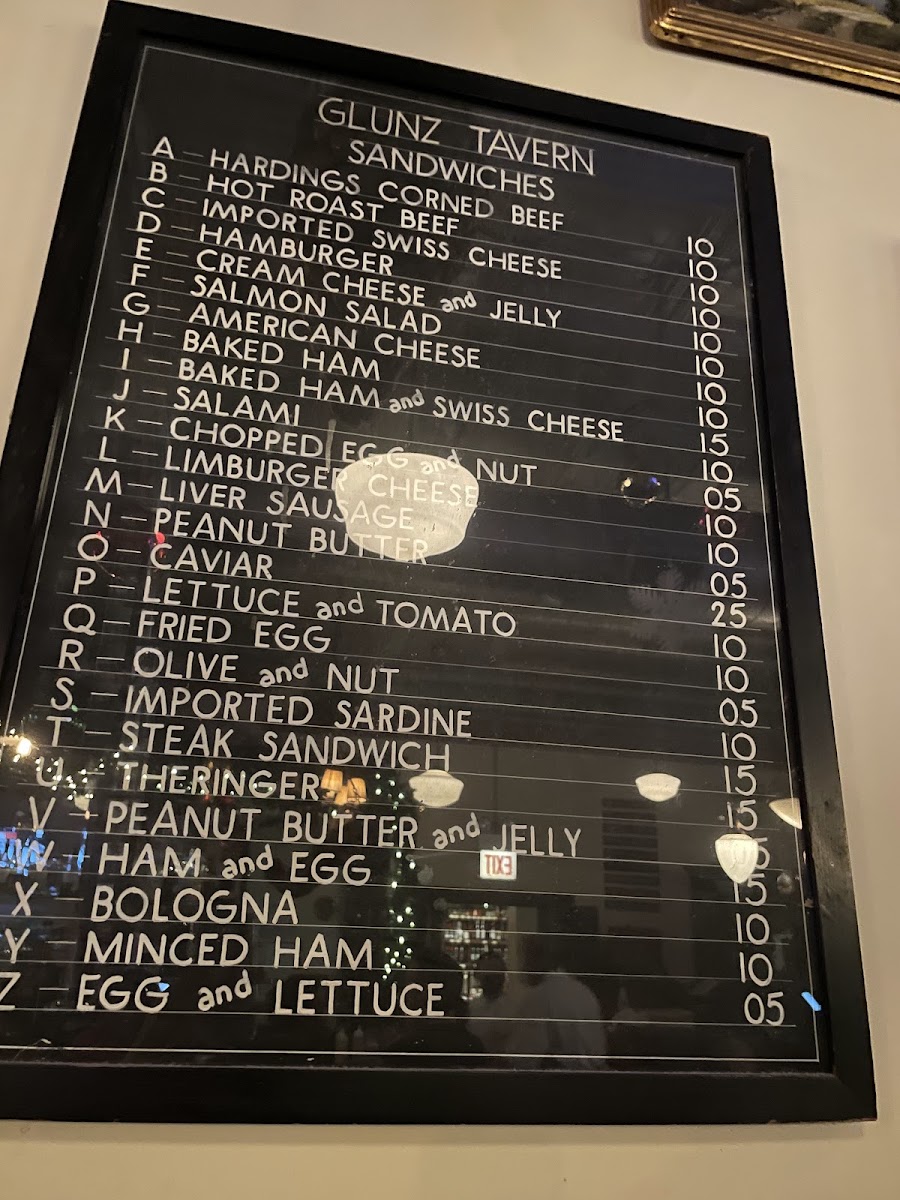 GLUNZ TAVERN
SANDWICHES
A – HARDINGS CORNED BEEF 10
B – HOT ROAST BEEF 10
C – IMPORTED SWISS CHEESE 10
D – HAMBURGER 10
E – CREAM CHEESE and JELLY 10
F – SALMON SALAD 10
G – AMERICAN CHEESE 10
H – BAKED HAM 10
I – BAKED HAM and SWISS CHEESE 15
J – SALAMI 10
K – CHOPPED EGG and NUT 05
L – LIMBURGER CHEESE 10
M – LIVER SAUSAGE 10
N – PEANUT BUTTER 05
O – CAVIAR 25
P – LETTUCE and TOMATO 10
Q – FRIED EGG 10
R – OLIVE and NUT 05
S – IMPORTED SARDINE 10
T – STEAK SANDWICH 15
U – THERINGER 15
V – PEANUT BUTTER and JELLY
W – HAM and EGG 15
X – BOLOGNA 10
Y – MINCED HAM 10
Z – EGG and LETTUCE 05
EXIT